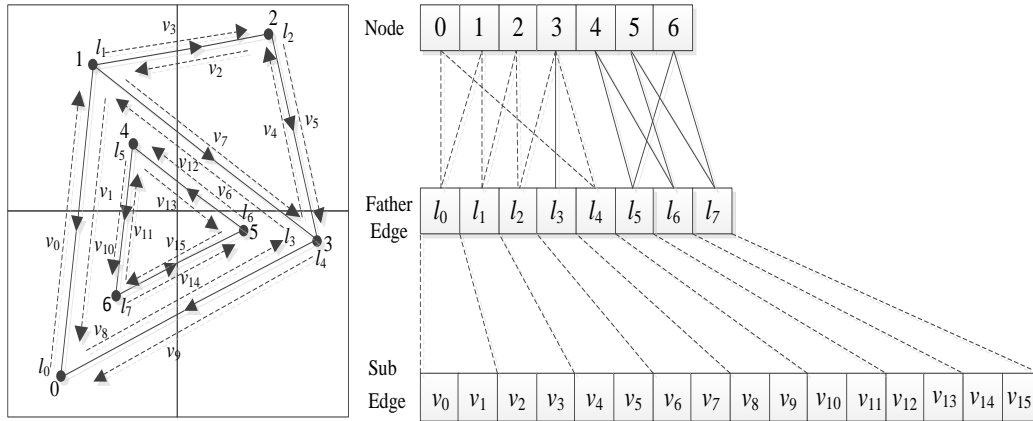 v3
2
l2
l1
1
v2
v4
v5
v7
4
l5
v12
v1
v6
v13
l6
5
l3
3
l4
v0
v10
v11
v15
v14
6
l7
v8
v9
l0
0
Node 0 1 2 3 4 5 6
Father Edge l0 l1 l2 l3 l4 l5 l6 l7
Sub Edge v0 v1 v2 v3 v4 v5 v6 v7 v8 v9 v10 v11 v12 v13 v14 v15